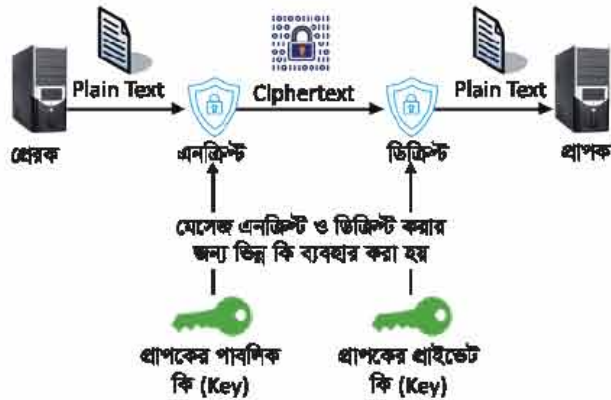 Plain Text
Ciphertext
Plain Text
প্রেরক
এনক্রিপ্ট
ডিক্রিপ্ট
প্রাপক
মেসেজ এনক্রিপ্ট ও ডিক্রিপ্ট করার
জন্য ভিন্ন কি ব্যবহার করা হয়
প্রাপকের পাবলিক
কি (Key)
প্রাপকের প্রাইভেট
কি (Key)